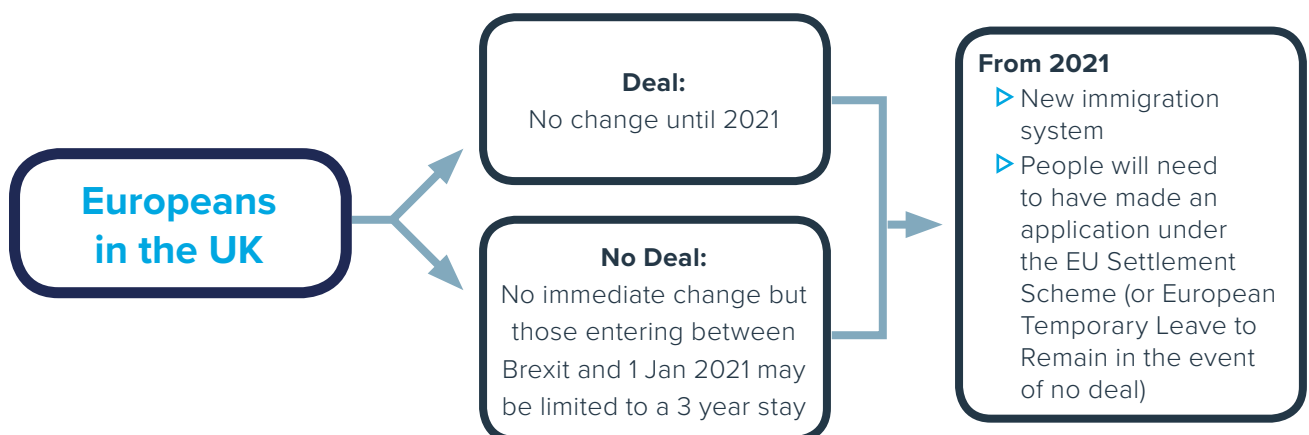 Europeans
in the UK
Deal:
No change until 2021
No Deal:
No immediate change but
those entering between
Brexit and 1 Jan 2021 may
be limited to a 3 year stay
From 2021
New immigration
system
People will need
to have made an
application under
the EU Settlement
Scheme (or European
Temporary Leave to
Remain in the event
of no deal)